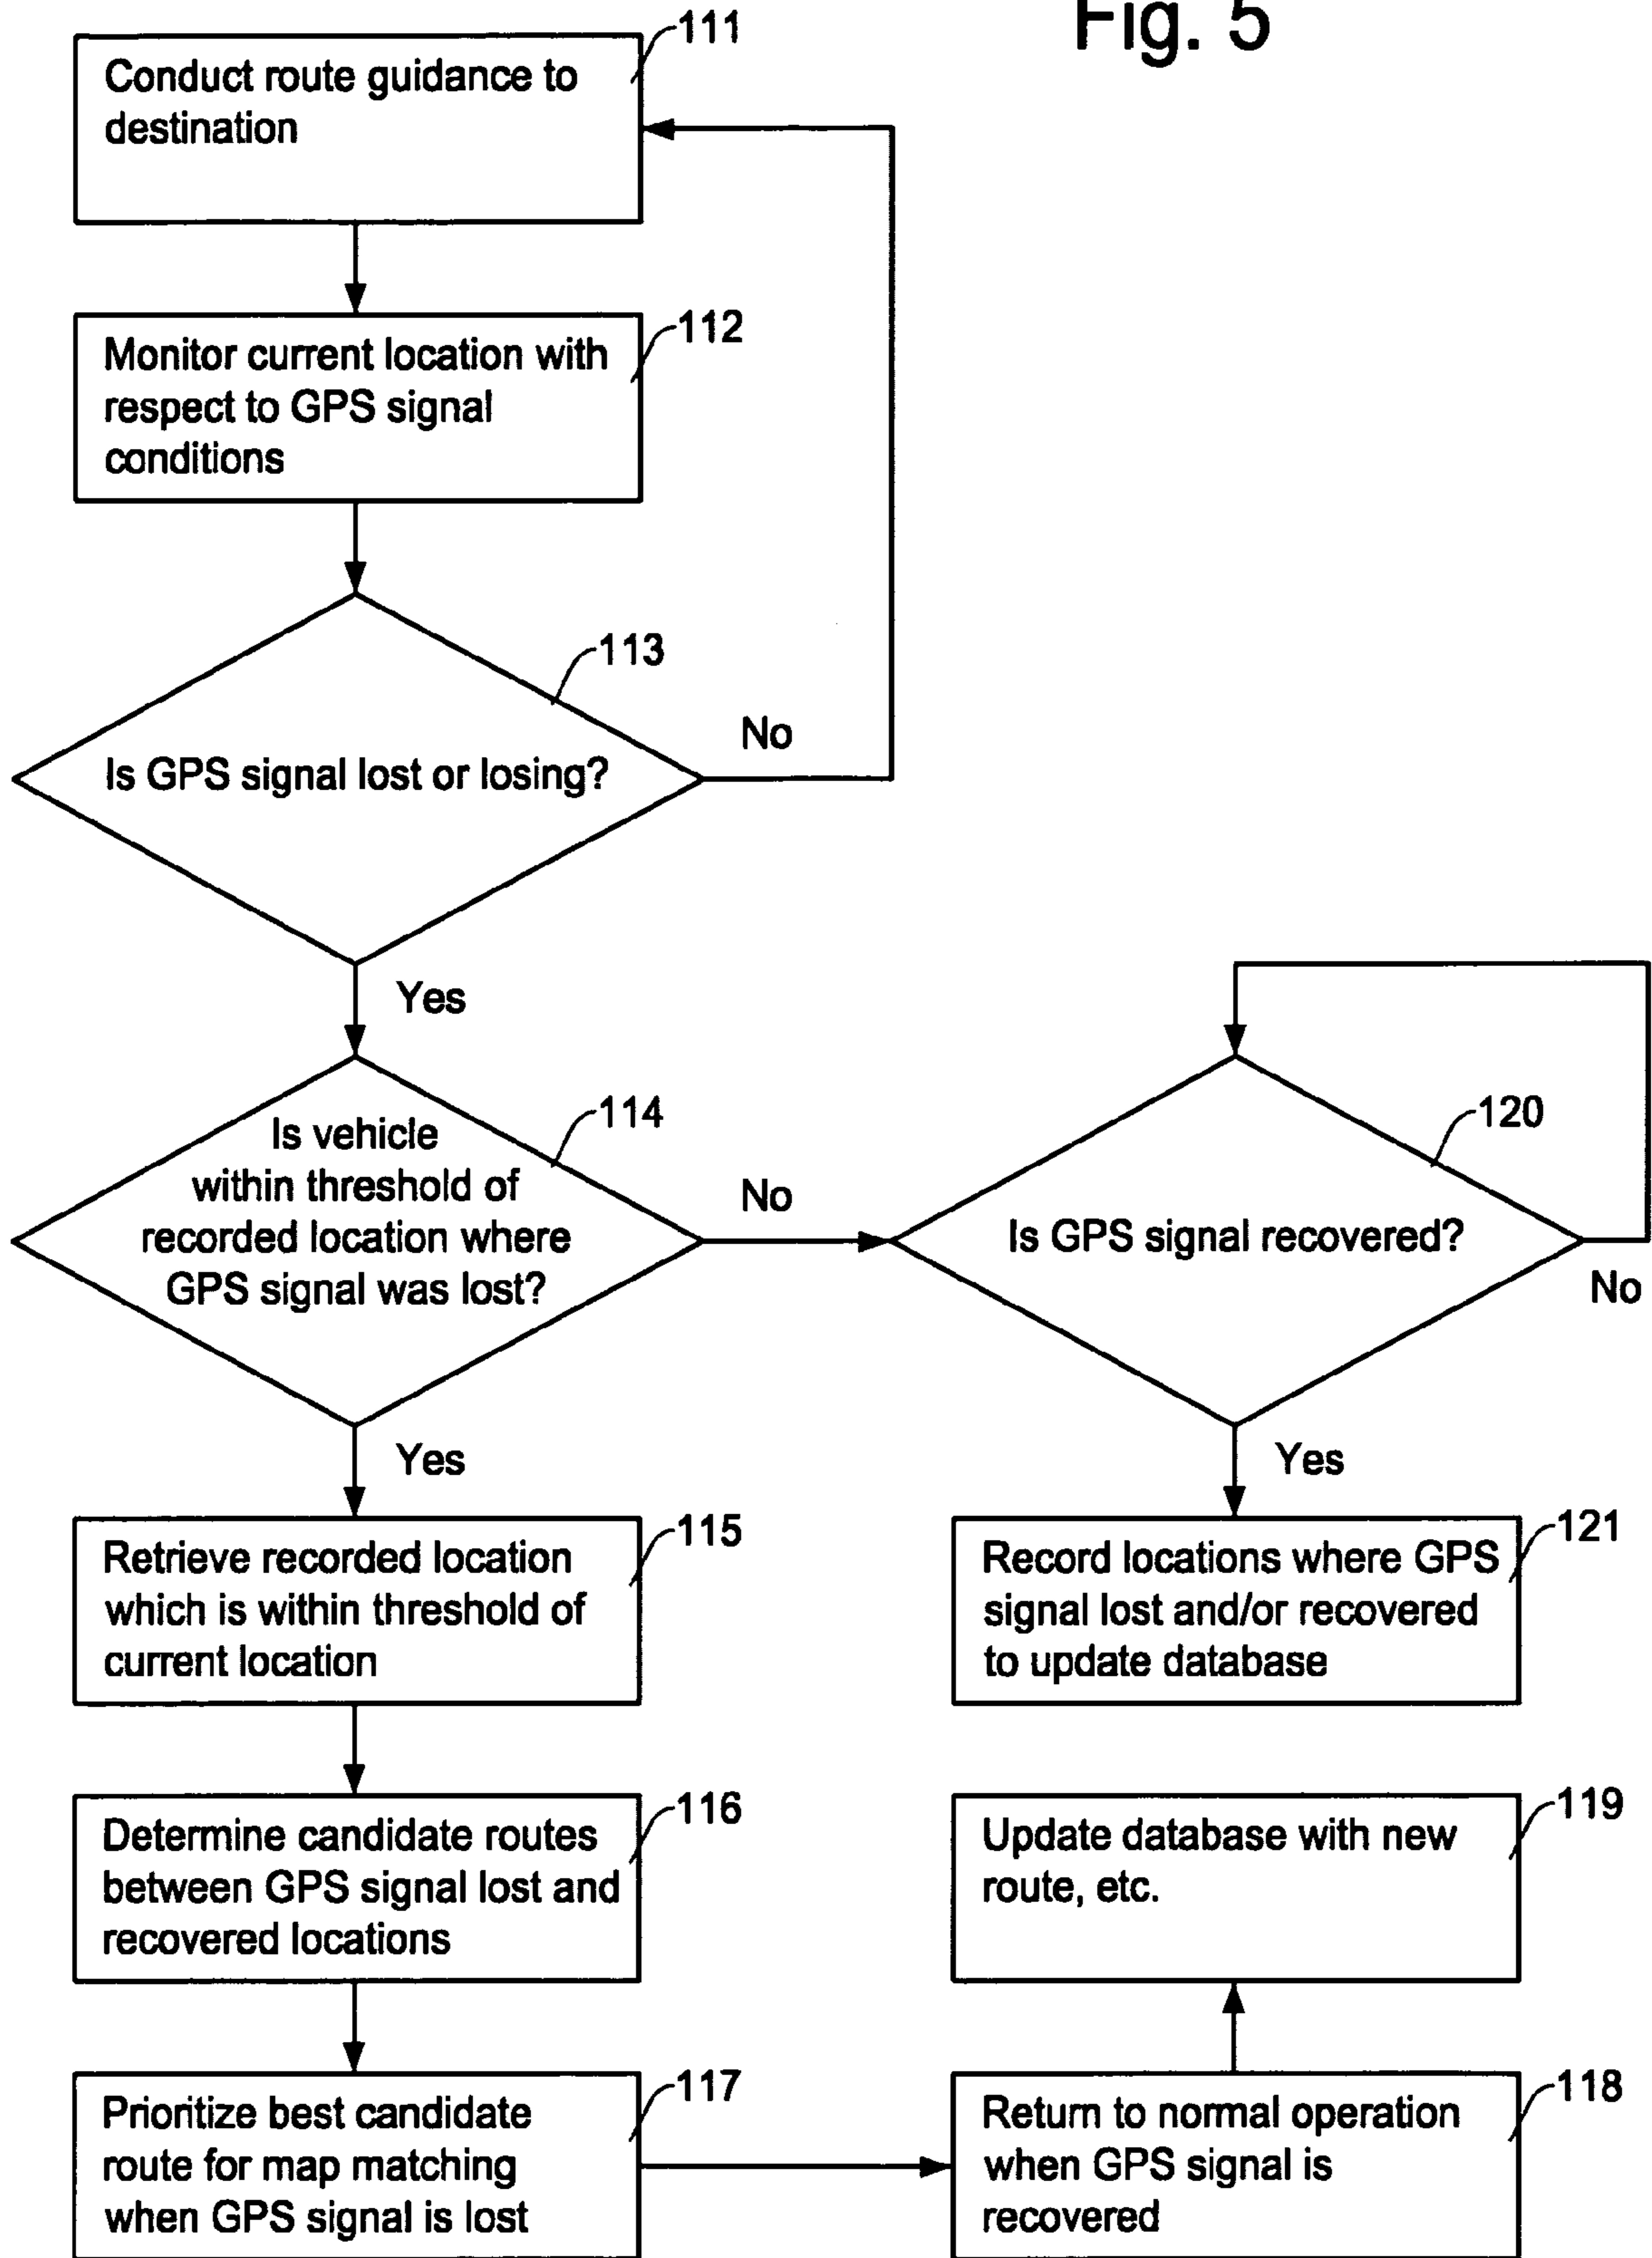 Fig. 5
111
Conduct route guidance to
destination
112
Monitor current location with
respect to GPS signal
conditions
113
Is GPS signal lost or losing?
No
Yes
114
Is vehicle
within threshold of
recorded location where
GPS signal was lost?
No
Yes
120
Is GPS signal recovered?
No
Yes
115
Retrieve recorded location
which is within threshold of
current location
121
Record locations where GPS
signal lost and/or recovered
to update database
116
Determine candidate routes
between GPS signal lost and
recovered locations
119
Update database with new
route, etc.
117
Prioritize best candidate
route for map matching
when GPS signal is lost
118
Return to normal operation
when GPS signal is
recovered